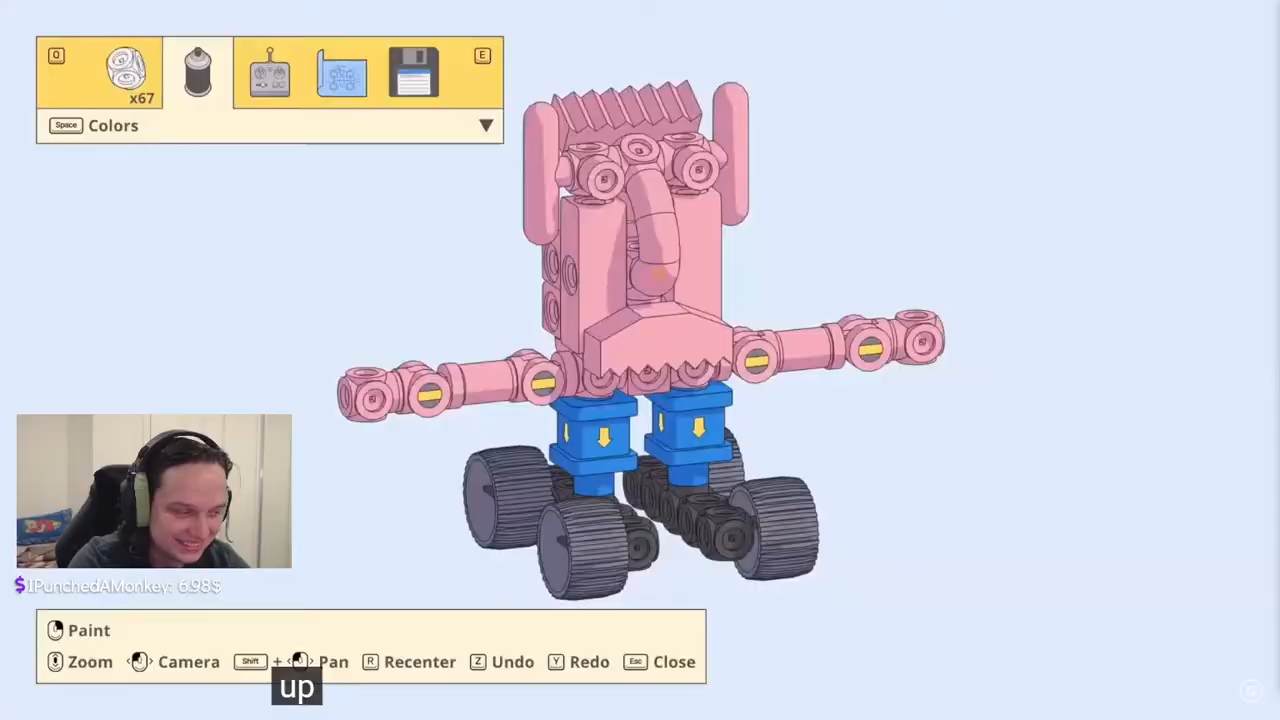 Q
E
x67
Space Colors
$IPunchedAMonkey: 6.98$
Paint
Zoom Camera Shift + Pan R Recenter Z Undo Y Redo Esc Close
up